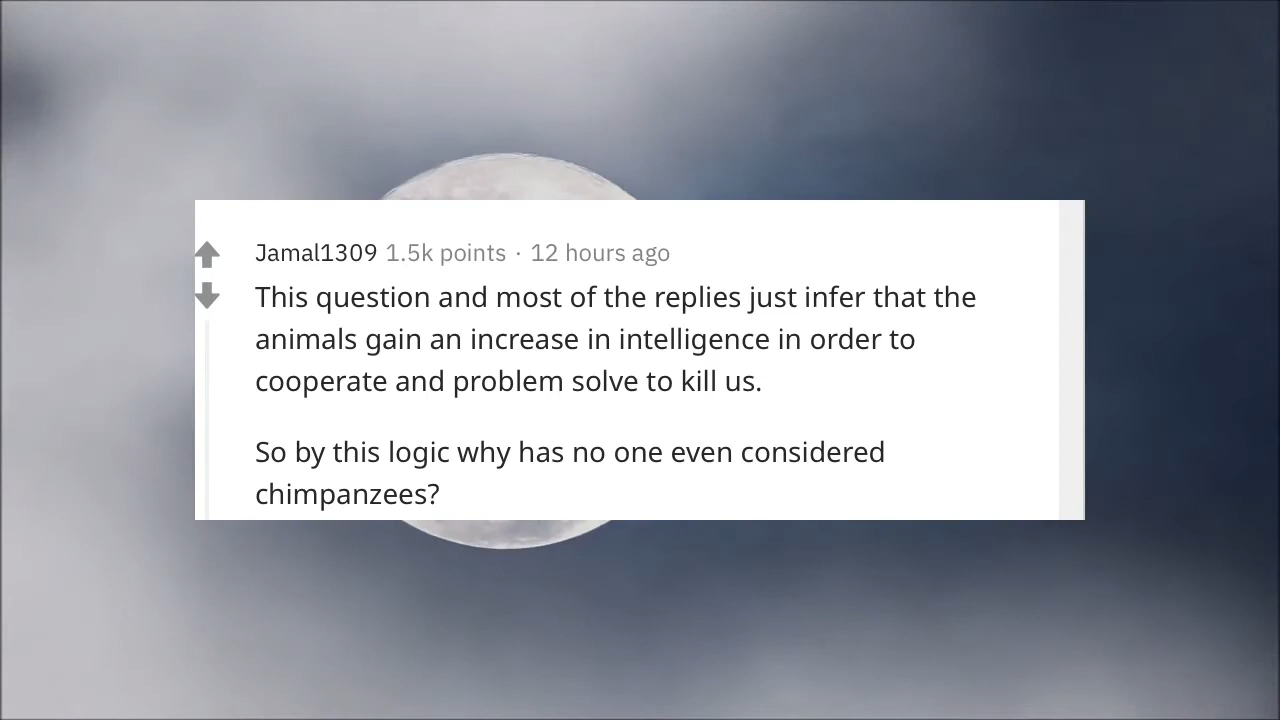 Jamal1309 1.5k points · 12 hours ago
This question and most of the replies just infer that the
animals gain an increase in intelligence in order to
cooperate and problem solve to kill us.
So by this logic why has no one even considered
chimpanzees?